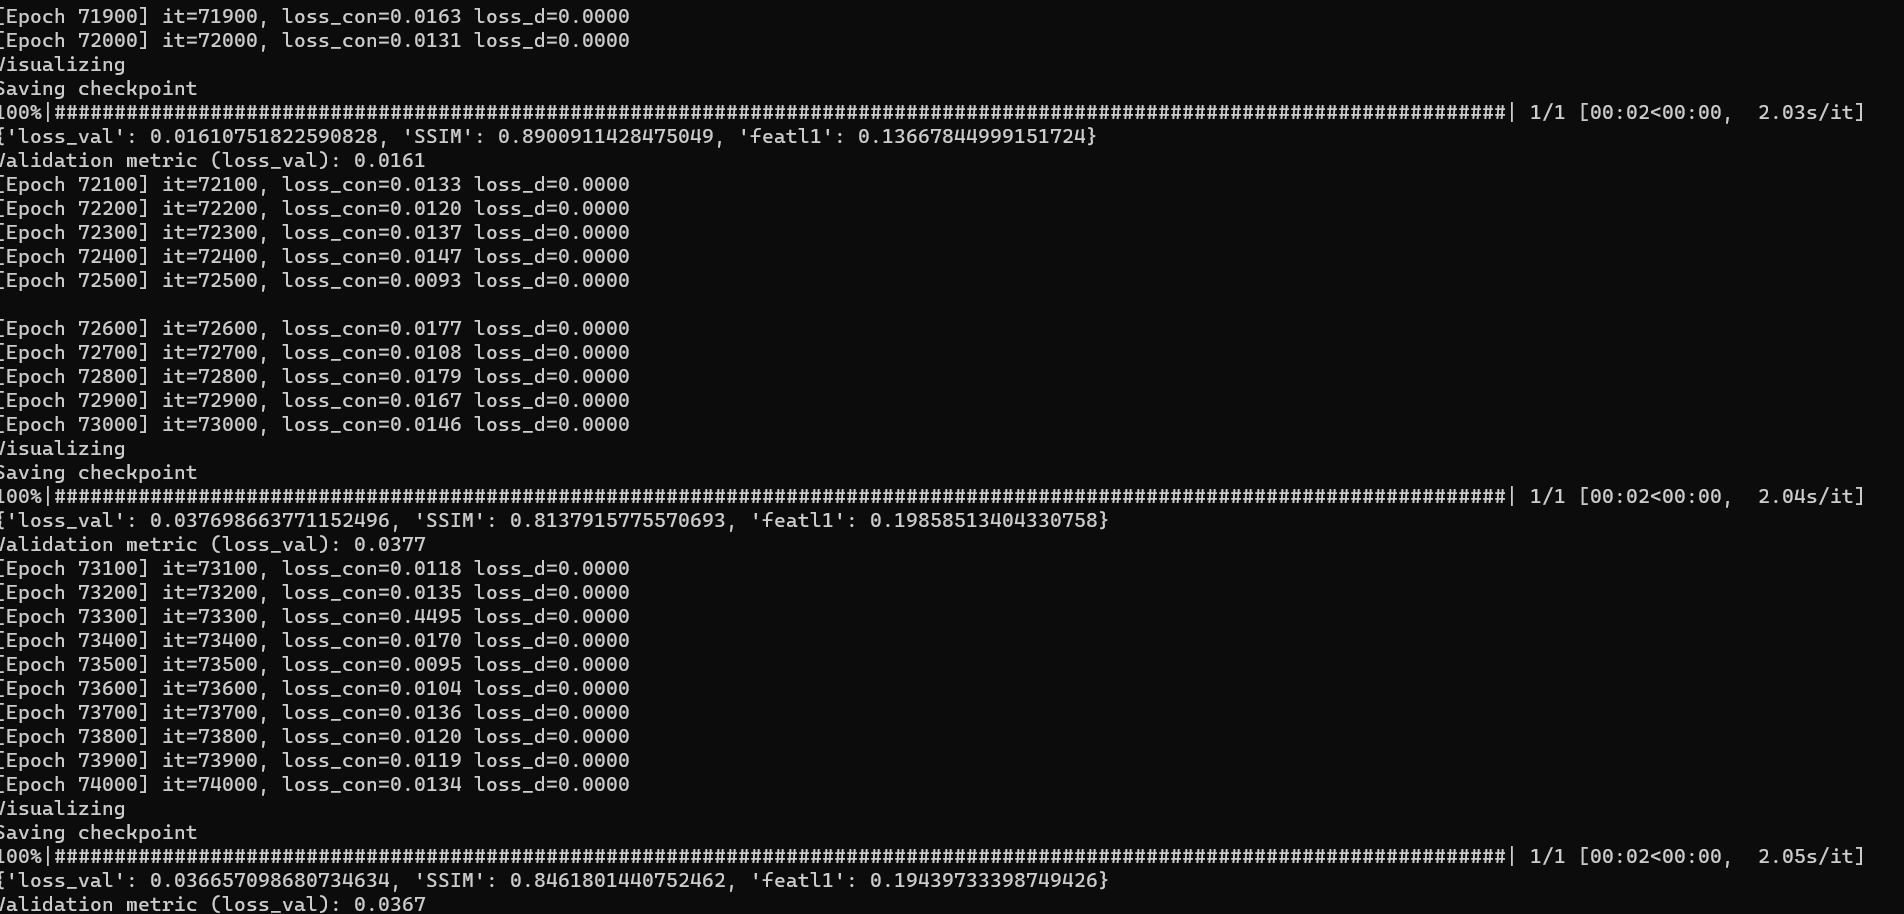 [Epoch 71900] it=71900, loss_con=0.0163 loss_d=0.0000
[Epoch 72000] it=72000, loss_con=0.0131 loss_d=0.0000
Visualizing
Saving checkpoint
100%|#########################################################################################################################| 1/1 [00:02<00:00,  2.03s/it]
{'loss_val': 0.01610751822590828, 'SSIM': 0.8900911428475049, 'featl1': 0.13667844999151724}
Validation metric (loss_val): 0.0161
[Epoch 72100] it=72100, loss_con=0.0133 loss_d=0.0000
[Epoch 72200] it=72200, loss_con=0.0120 loss_d=0.0000
[Epoch 72300] it=72300, loss_con=0.0137 loss_d=0.0000
[Epoch 72400] it=72400, loss_con=0.0147 loss_d=0.0000
[Epoch 72500] it=72500, loss_con=0.0093 loss_d=0.0000
[Epoch 72600] it=72600, loss_con=0.0177 loss_d=0.0000
[Epoch 72700] it=72700, loss_con=0.0108 loss_d=0.0000
[Epoch 72800] it=72800, loss_con=0.0179 loss_d=0.0000
[Epoch 72900] it=72900, loss_con=0.0167 loss_d=0.0000
[Epoch 73000] it=73000, loss_con=0.0146 loss_d=0.0000
Visualizing
Saving checkpoint
100%|#########################################################################################################################| 1/1 [00:02<00:00,  2.04s/it]
{'loss_val': 0.037698663771152496, 'SSIM': 0.8137915775570693, 'featl1': 0.19858513404330758}
Validation metric (loss_val): 0.0377
[Epoch 73100] it=73100, loss_con=0.0118 loss_d=0.0000
[Epoch 73200] it=73200, loss_con=0.0135 loss_d=0.0000
[Epoch 73300] it=73300, loss_con=0.4495 loss_d=0.0000
[Epoch 73400] it=73400, loss_con=0.0170 loss_d=0.0000
[Epoch 73500] it=73500, loss_con=0.0095 loss_d=0.0000
[Epoch 73600] it=73600, loss_con=0.0104 loss_d=0.0000
[Epoch 73700] it=73700, loss_con=0.0136 loss_d=0.0000
[Epoch 73800] it=73800, loss_con=0.0120 loss_d=0.0000
[Epoch 73900] it=73900, loss_con=0.0119 loss_d=0.0000
[Epoch 74000] it=74000, loss_con=0.0134 loss_d=0.0000
Visualizing
Saving checkpoint
100%|#########################################################################################################################| 1/1 [00:02<00:00,  2.05s/it]
{'loss_val': 0.036657098680734634, 'SSIM': 0.8461801440752462, 'featl1': 0.19439733398749426}
Validation metric (loss_val): 0.0367